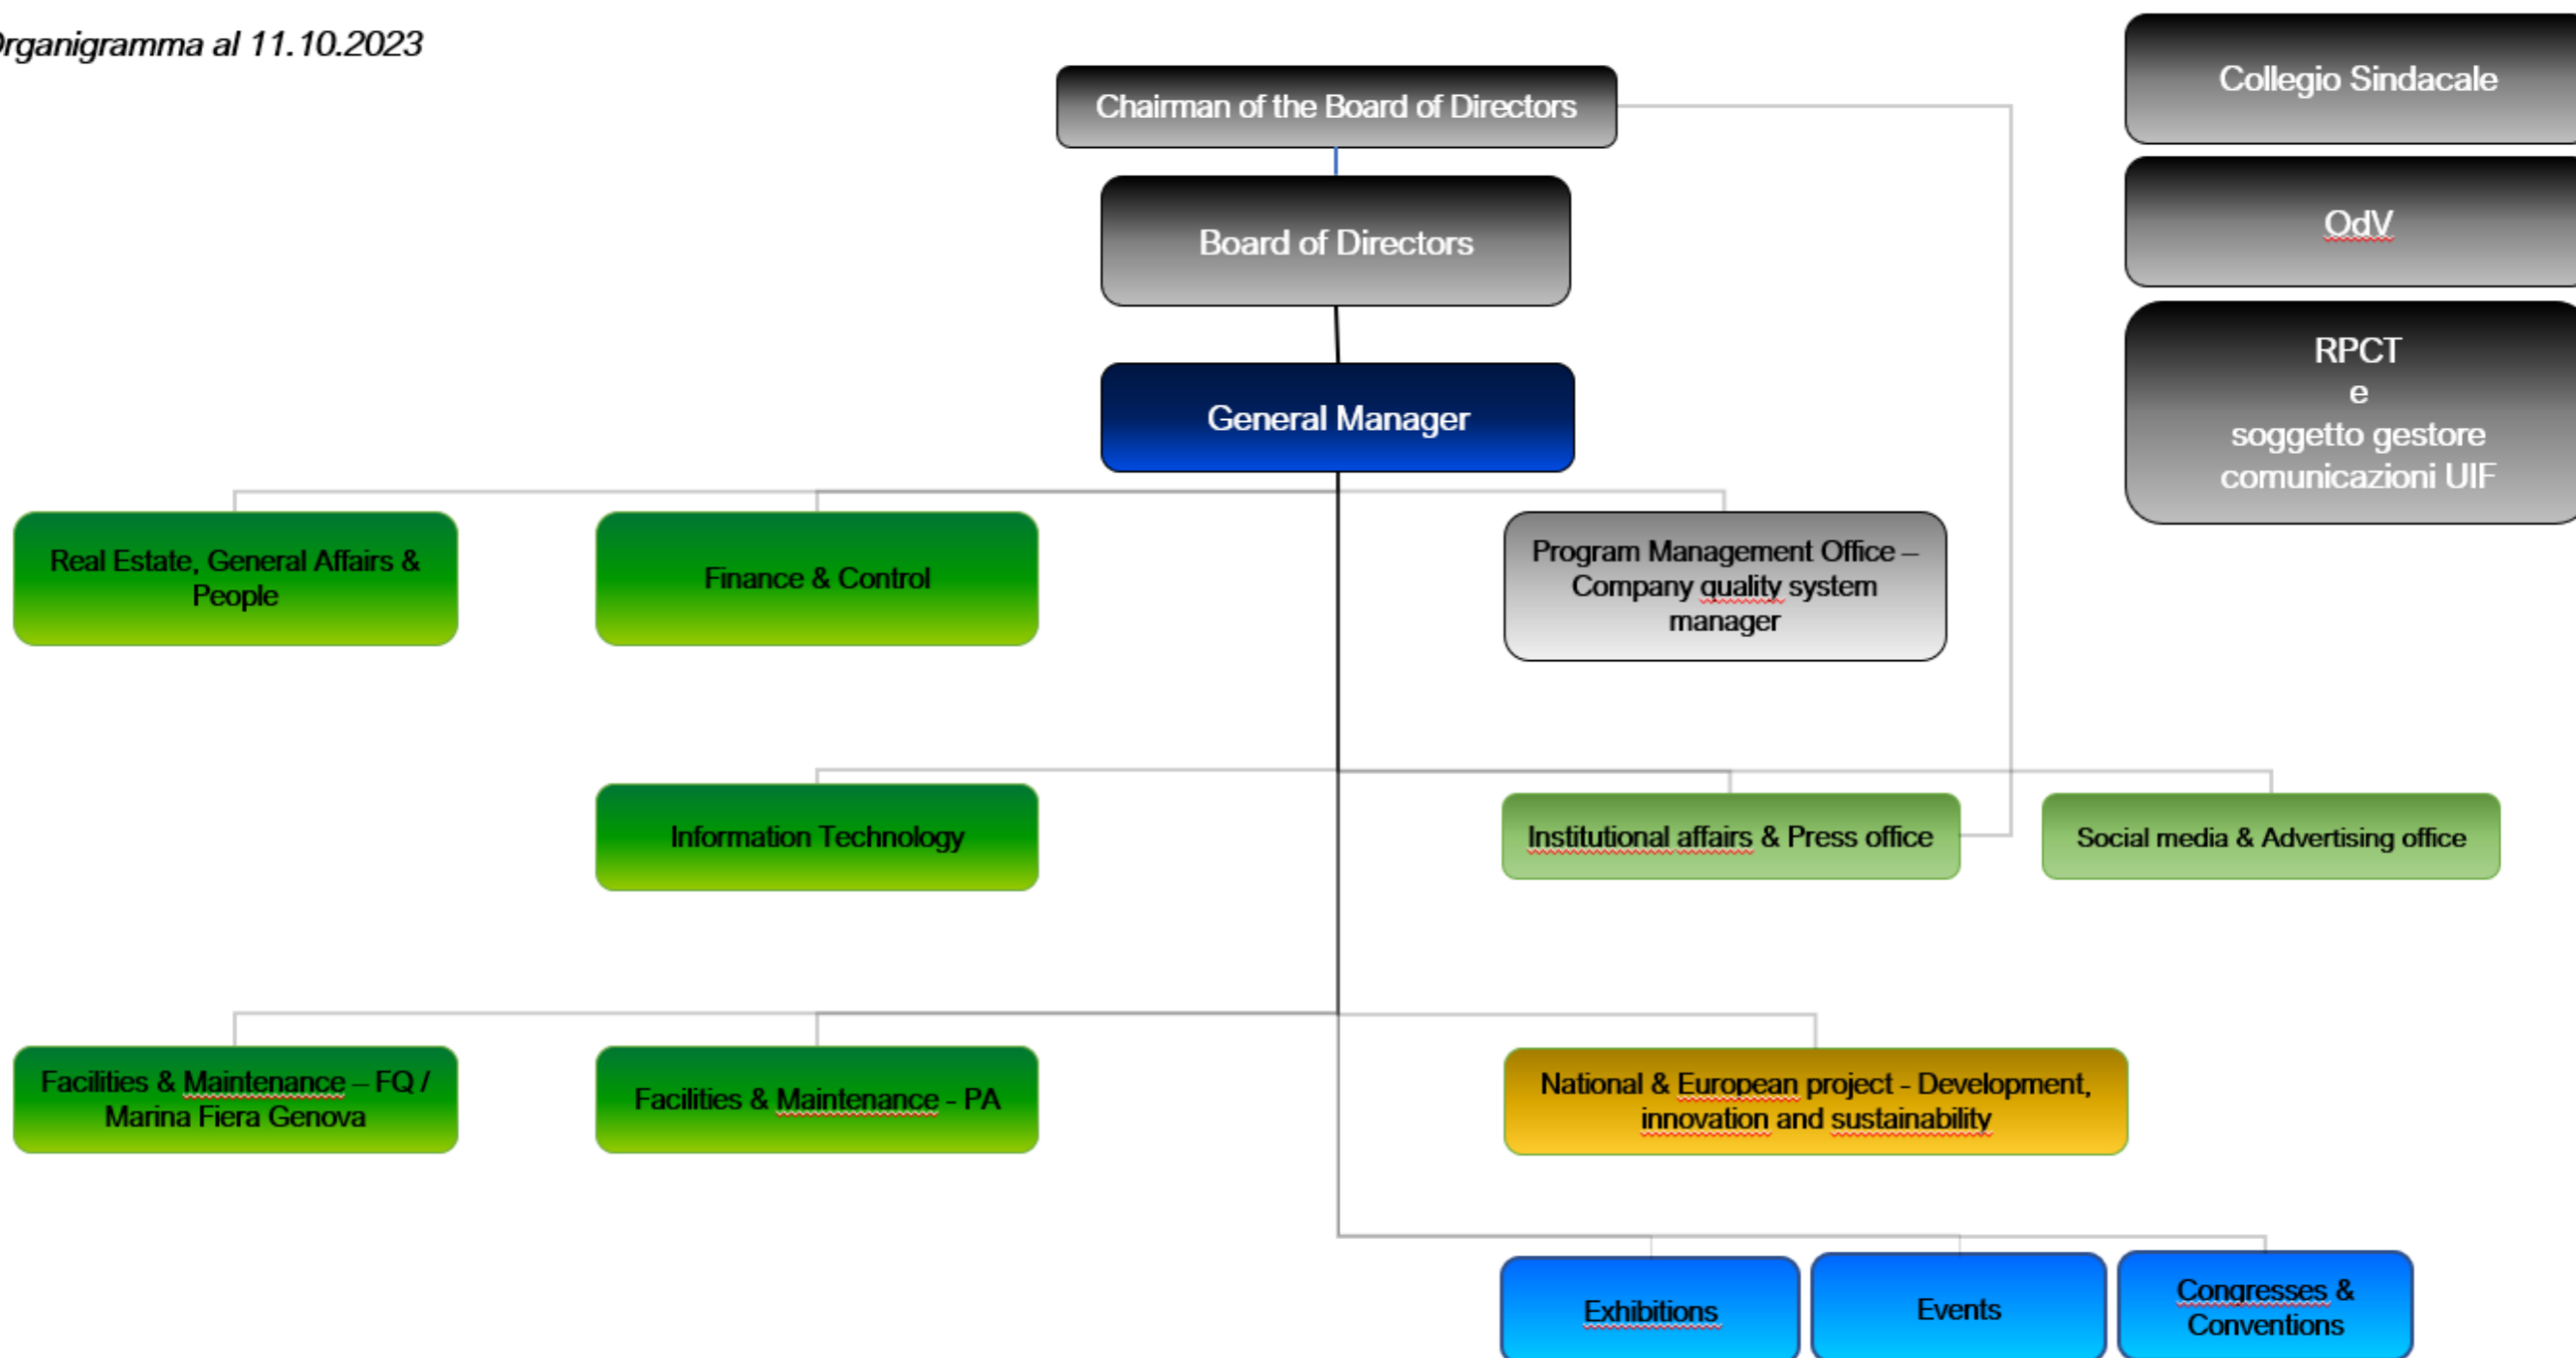 Organigramma al 11.10.2023
Chairman of the Board of Directors
Board of Directors
General Manager
Collegio Sindacale
OdV
RPCT
e
soggetto gestore
comunicazioni UIF
Real Estate, General Affairs &
People
Finance & Control
Program Management Office –
Company quality system
manager
Information Technology
Institutional affairs & Press office
Social media & Advertising office
Facilities & Maintenance – FQ /
Marina Fiera Genova
Facilities & Maintenance - PA
National & European project - Development,
innovation and sustainability
Exhibitions
Events
Congresses &
Conventions